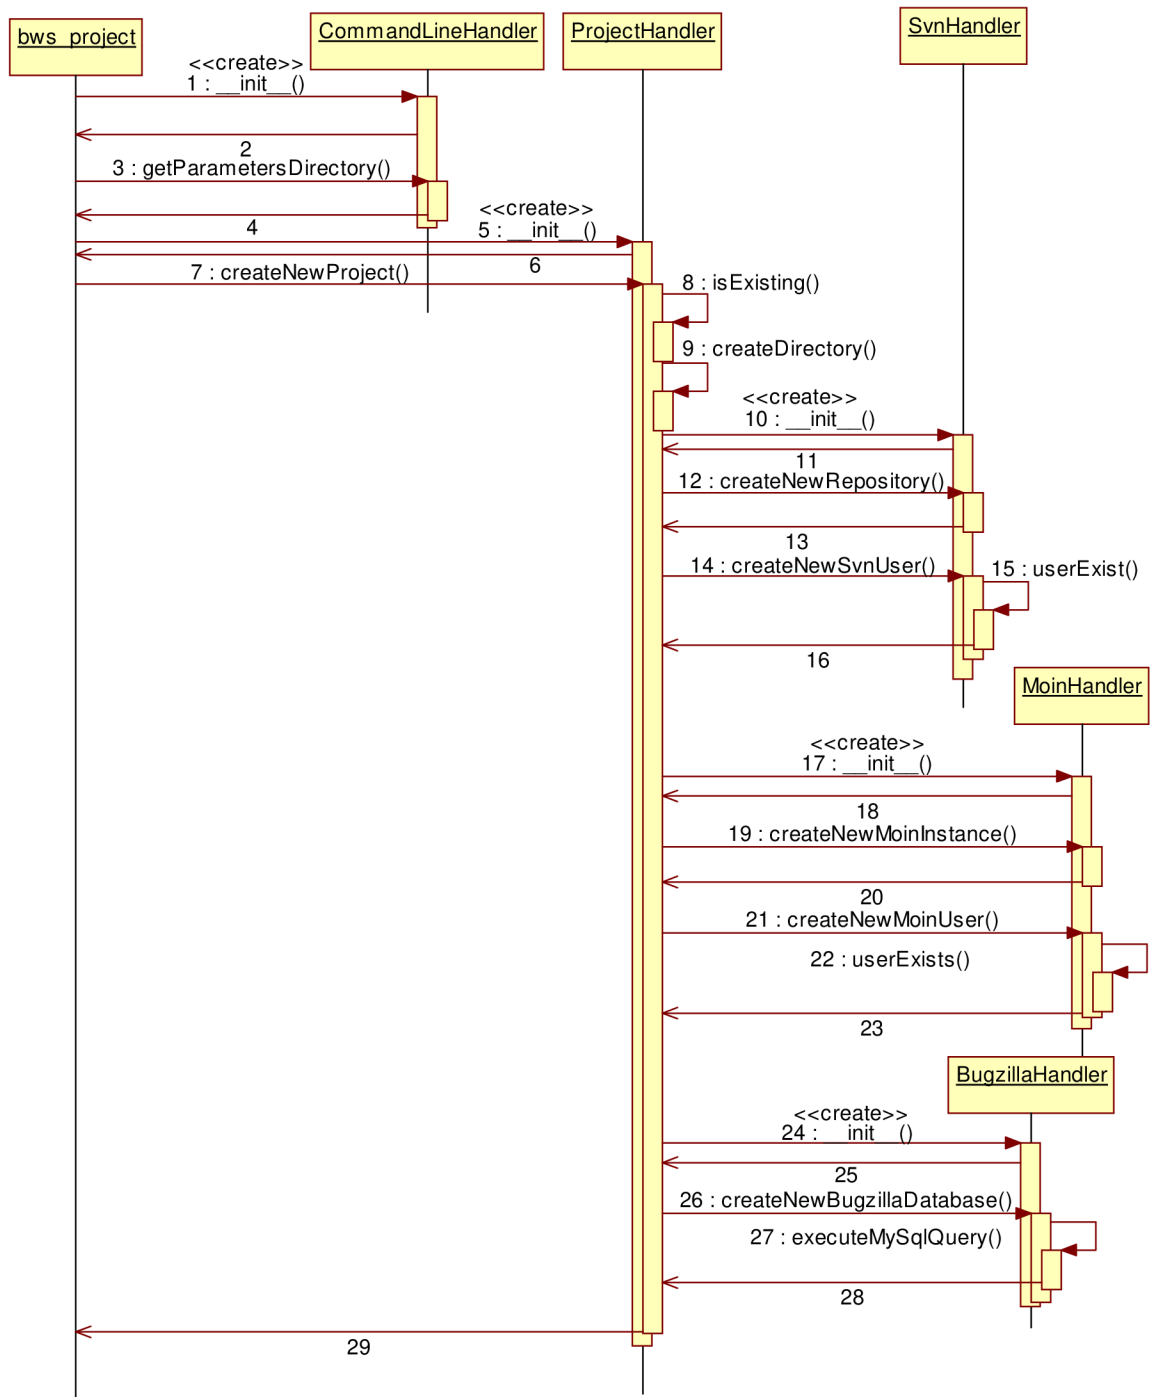 bws_project
CommandLineHandler
ProjectHandler
SvnHandler
<<create>>
1 : __init__()
2
3 : getParametersDirectory()
4
<<create>>
5 : __init__()
6
7 : createNewProject()
8 : isExisting()
9 : createDirectory()
<<create>>
10 : __init__()
11
12 : createNewRepository()
13
14 : createNewSvnUser()
15 : userExist()
16
MoinHandler
<<create>>
17 : __init__()
18
19 : createNewMoinInstance()
20
21 : createNewMoinUser()
22 : userExists()
23
BugzillaHandler
<<create>>
24 : __init__()
25
26 : createNewBugzillaDatabase()
27 : executeMySqlQuery()
28
29